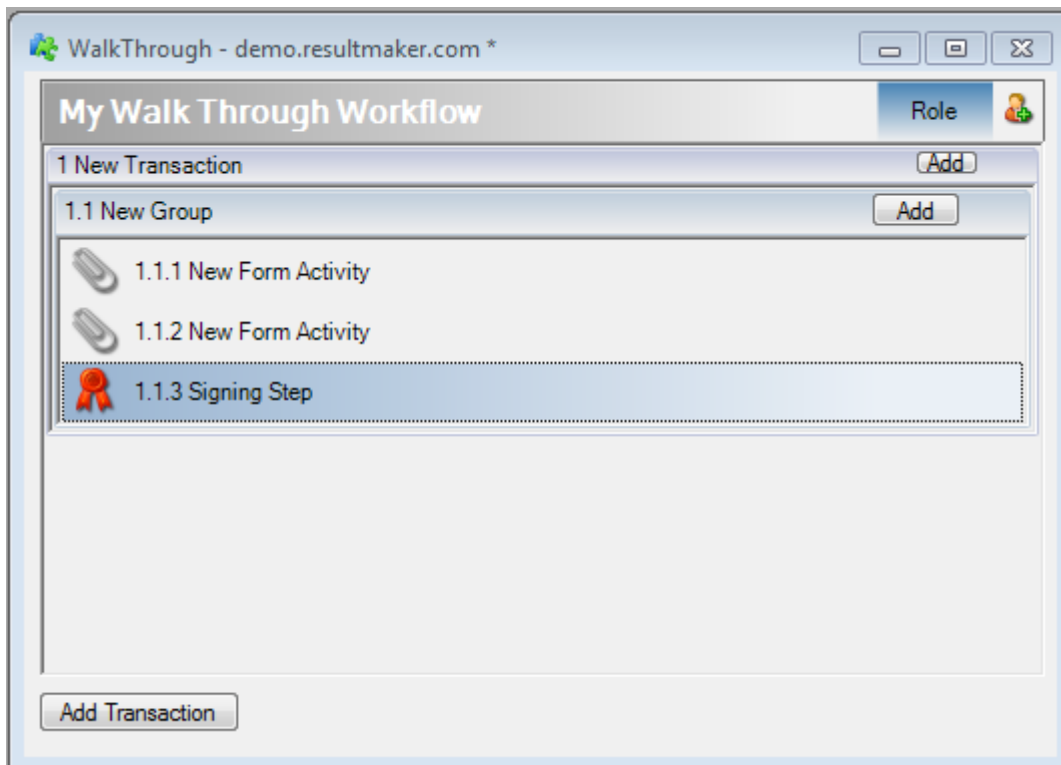 WalkThrough - demo.resultmaker.com *
My Walk Through Workflow Role
1 New Transaction Add
1.1 New Group Add
1.1.1 New Form Activity
1.1.2 New Form Activity
1.1.3 Signing Step
Add Transaction